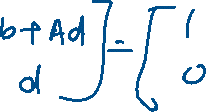 b+Ad] = [1
d] = [0